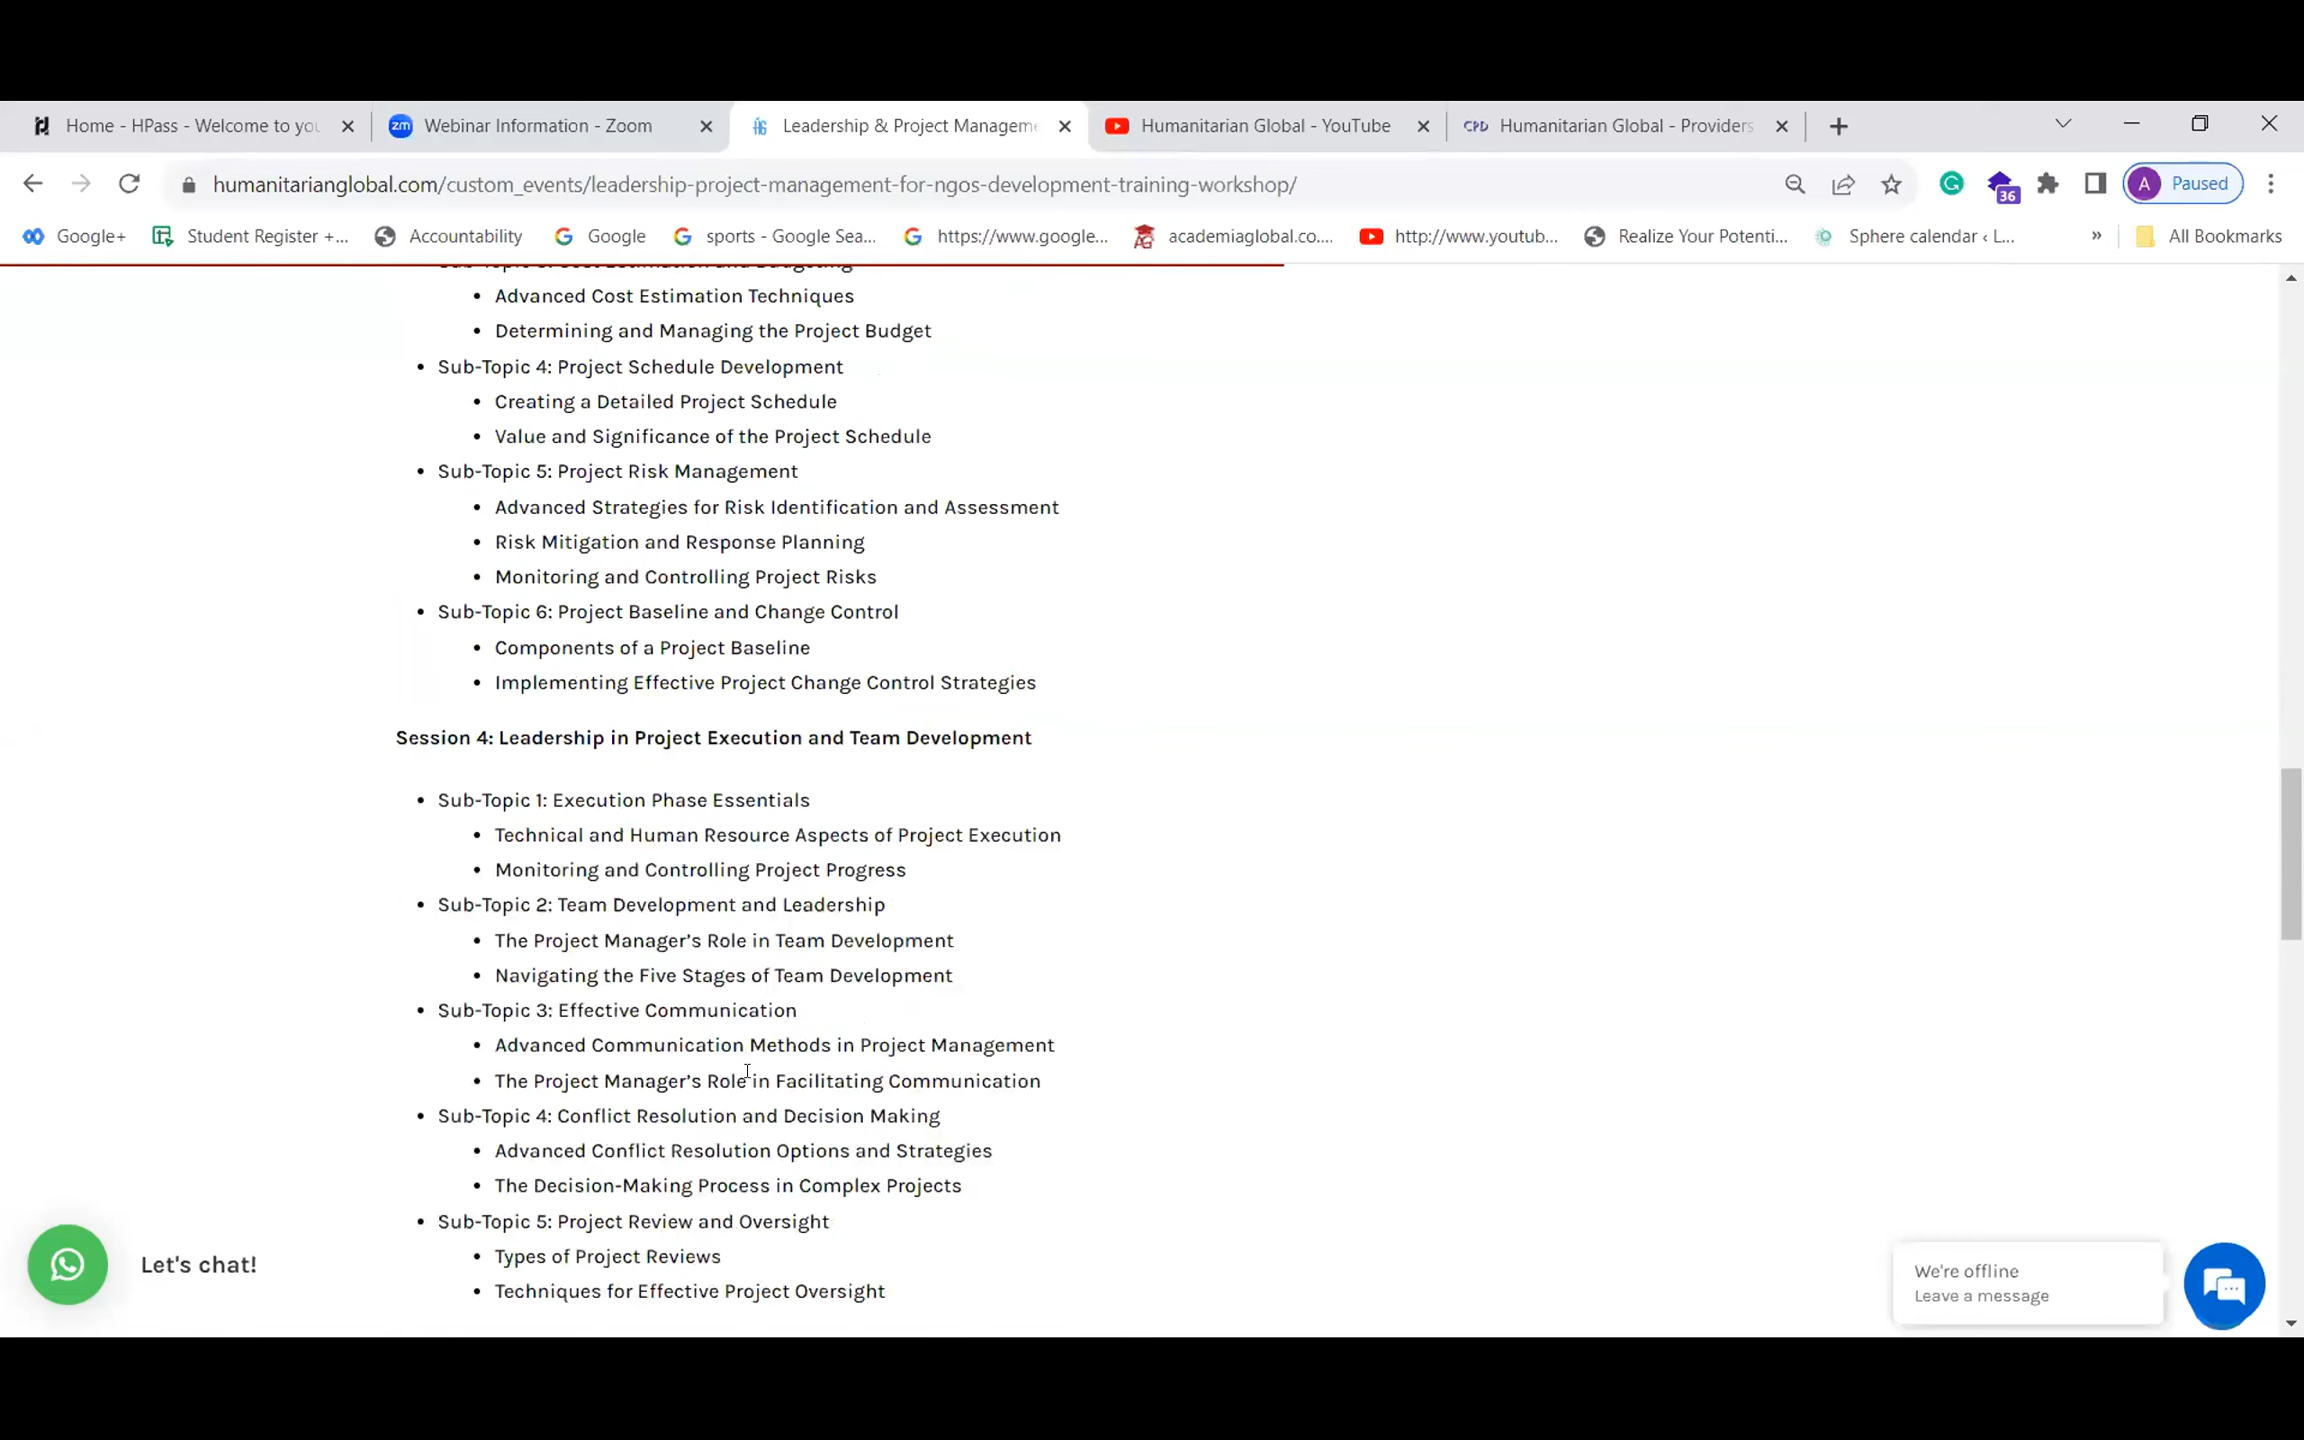 Home - HPass - Welcome to you
Webinar Information - Zoom
Leadership & Project Managem
Humanitarian Global - YouTube
CPD
Humanitarian Global - Providers
humanitarianglobal.com/custom_events/leadership-project-management-for-ngos-development-training-workshop/
36
A Paused
Google+
Student Register +...
Accountability
Google
sports - Google Sea...
https://www.google...
academiaglobal.co....
http://www.youtub...
Realize Your Potenti...
Sphere calendar ‹ L...
»
All Bookmarks
• Advanced Cost Estimation Techniques
• Determining and Managing the Project Budget
• Sub-Topic 4: Project Schedule Development
• Creating a Detailed Project Schedule
• Value and Significance of the Project Schedule
• Sub-Topic 5: Project Risk Management
• Advanced Strategies for Risk Identification and Assessment
• Risk Mitigation and Response Planning
• Monitoring and Controlling Project Risks
• Sub-Topic 6: Project Baseline and Change Control
• Components of a Project Baseline
• Implementing Effective Project Change Control Strategies
Session 4: Leadership in Project Execution and Team Development
• Sub-Topic 1: Execution Phase Essentials
• Technical and Human Resource Aspects of Project Execution
• Monitoring and Controlling Project Progress
• Sub-Topic 2: Team Development and Leadership
• The Project Manager’s Role in Team Development
• Navigating the Five Stages of Team Development
• Sub-Topic 3: Effective Communication
• Advanced Communication Methods in Project Management
• The Project Manager’s Role in Facilitating Communication
• Sub-Topic 4: Conflict Resolution and Decision Making
• Advanced Conflict Resolution Options and Strategies
• The Decision-Making Process in Complex Projects
• Sub-Topic 5: Project Review and Oversight
• Types of Project Reviews
• Techniques for Effective Project Oversight
Let's chat!
We're offline
Leave a message